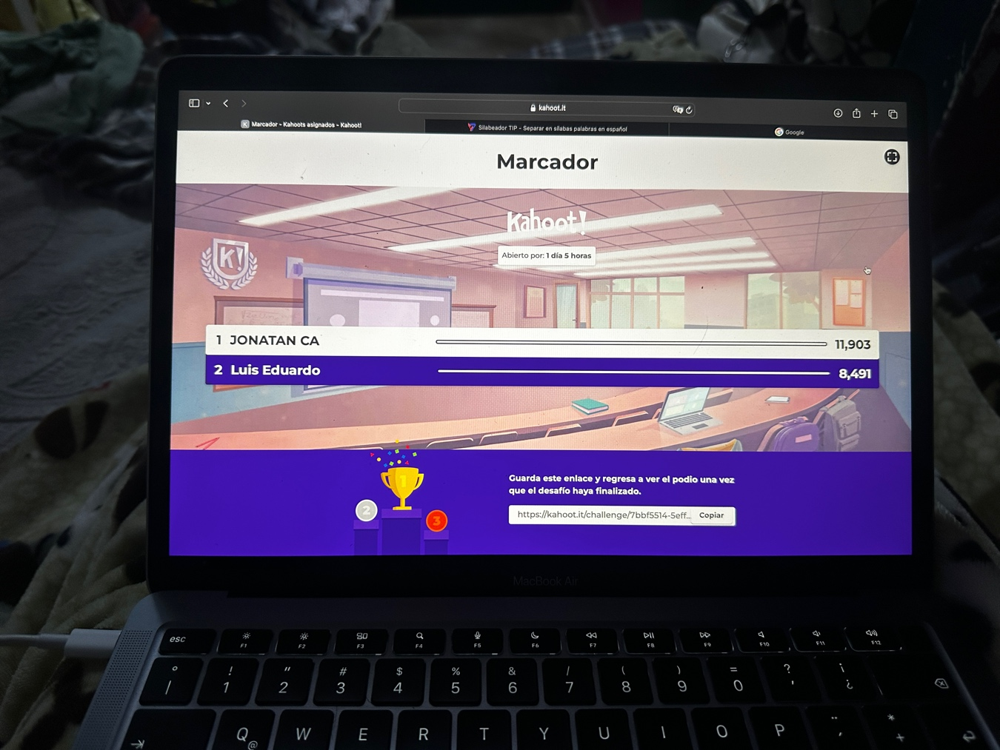 kahoot.it
Marcador - Kahoots asignados - Kahoot!
Silabeador TIP - Separar en sílabas palabras en español
Google
Marcador
Kahoot!
K!
Abierto por: 1 día 5 horas
1 JONATAN CA 11,903
2 Luis Eduardo 8,491
1
2
3
Guarda este enlace y regresa a ver el podio una vez
que el desafío haya finalizado.
https://kahoot.it/challenge/7bbf5514-5eff... Copiar
MacBook Air
esc F1 F2 F3 F4 F5 F6 F7 F8 F9 F10 F11 F12
° ! " # $ % & / ( ) = ? ¡
| 1 2 3 4 5 6 7 8 9 0 ' ¿
Q W E R T Y U I O P ¨ *
@ ´ +